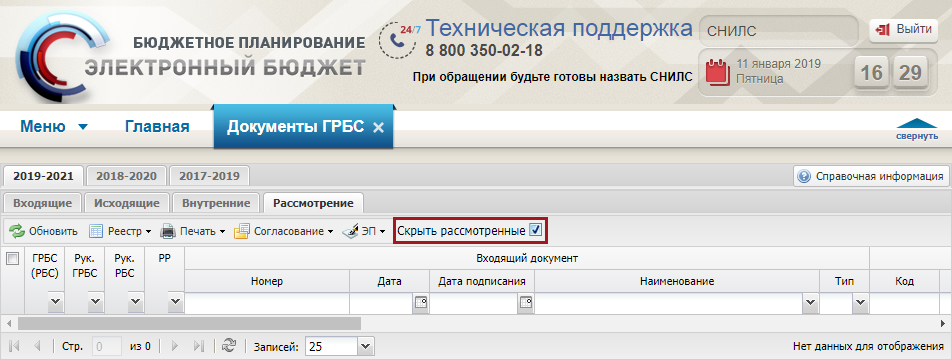 БЮДЖЕТНОЕ ПЛАНИРОВАНИЕ
ЭЛЕКТРОННЫЙ БЮДЖЕТ
24/7 Техническая поддержка
8 800 350-02-18
При обращении будьте готовы назвать СНИЛС
СНИЛС
Выйти
11 января 2019
Пятница
16 29
Меню Главная Документы ГРБС
свернуть
2019-2021 2018-2020 2017-2019
Справочная информация
Входящие Исходящие Внутренние Рассмотрение
Обновить Реестр Печать Согласование ЭП Скрыть рассмотренные
ГРБС (РБС) Рук. ГРБС Рук. РБС РР Входящий документ
Номер Дата Дата подписания Наименование Тип Код
Стр. 0 из 0 Записей: 25 Нет данных для отображения